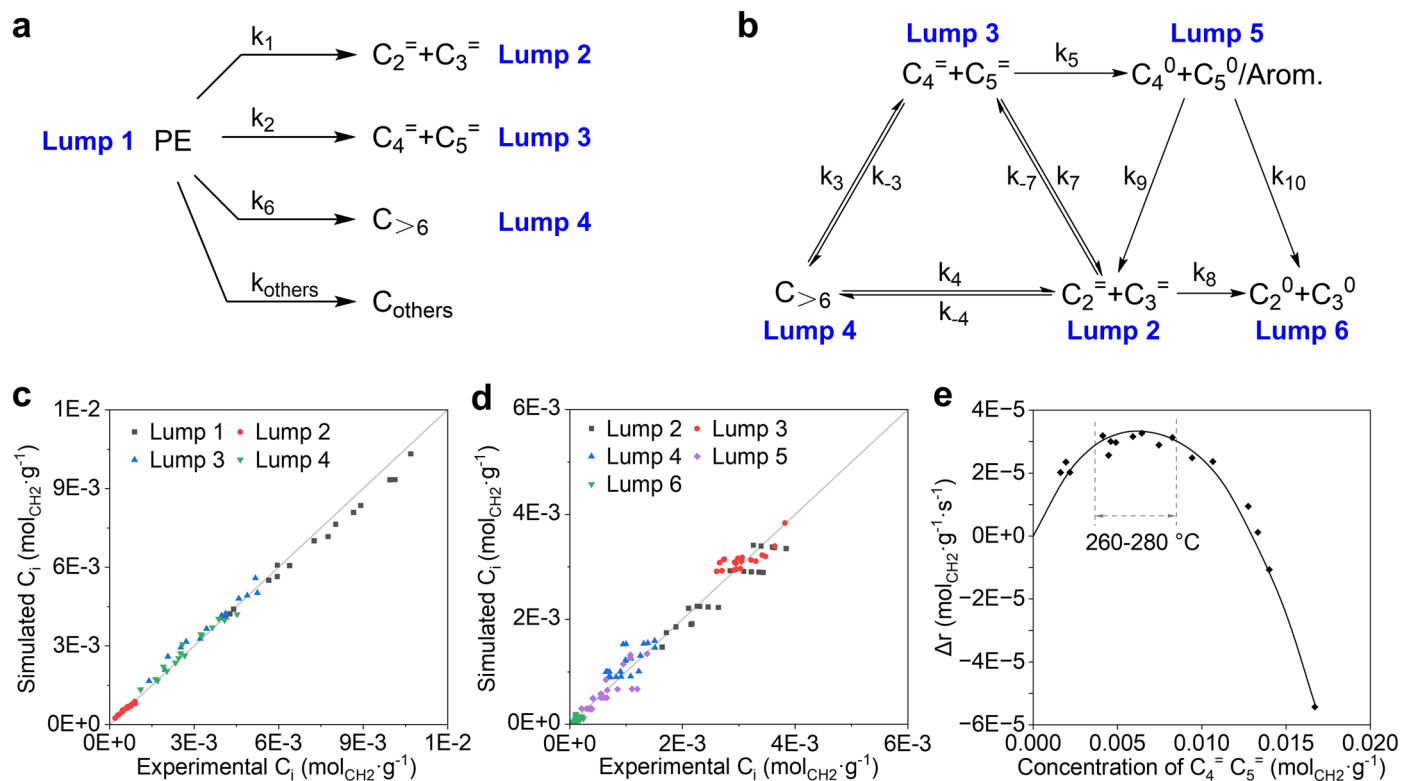 a
k₁
C₂⁼+C₃⁼ Lump 2
Lump 1 PE
k₂
C₄⁼+C₅⁼ Lump 3
k₆
C>6 Lump 4
kothers
Cothers
b
Lump 3 Lump 5
C₄⁼+C₅⁼ k₅ C₄⁰+C₅⁰/Arom.
k₃ k₋₃ k₋₇ k₇ k₉ k₁₀
C>6 k₄ k₋₄ C₂⁼+C₃⁼ k₈ C₂⁰+C₃⁰
Lump 4 Lump 2 Lump 6
c
Simulated Cᵢ (molCH2·g⁻¹)
1E-2
9E-3
6E-3
3E-3
0E+0
Lump 1 Lump 2
Lump 3 Lump 4
0E+0 3E-3 6E-3 9E-3 1E-2
Experimental Cᵢ (molCH2·g⁻¹)
d
Simulated Cᵢ (molCH2·g⁻¹)
6E-3
4E-3
2E-3
0E+0
Lump 2 Lump 3
Lump 4 Lump 5
Lump 6
0E+0 2E-3 4E-3 6E-3
Experimental Cᵢ (molCH2·g⁻¹)
e
Δr (molCH2·g⁻¹·s⁻¹)
4E-5
2E-5
0E+0
−2E-5
−4E-5
−6E-5
260-280 °C
0.000 0.005 0.010 0.015 0.020
Concentration of C₄⁼ C₅⁼ (molCH2·g⁻¹)